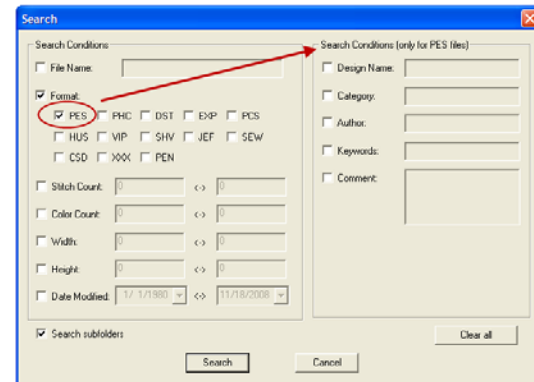 Search
Search Conditions
File Name:
Format:
PES PHC DST EXP PCS
HUS VIP SHV JEF SEW
CSD XXX PEN
Stitch Count: 0 <-> 0
Color Count: 0 <-> 0
Width: 0 <-> 0
Height: 0 <-> 0
Date Modified: 1/ 1/1980 <-> 11/18/2008
Search subfolders
Search Conditions (only for PES files)
Design Name:
Category:
Author:
Keywords:
Comment:
Clear all
Search Cancel